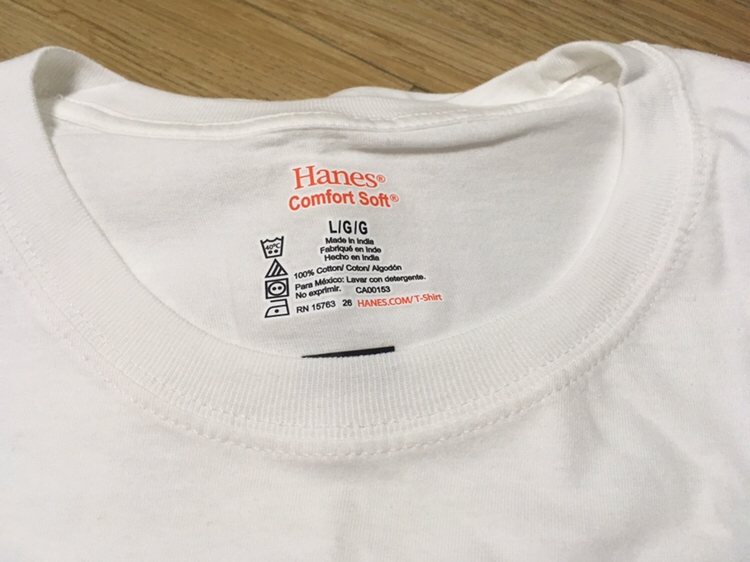 Hanes®
Comfort Soft®
L/G/G
Made in India
Fabriqué en Inde
Hecho en India
40°C
100% Cotton/ Coton/ Algodón
Para México: Lavar con detergente.
No exprimir. CA00153
RN 15763 26 HANES.COM/T-Shirt